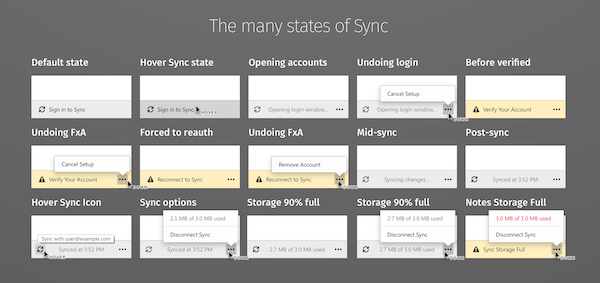 The many states of Sync
Default state
Hover Sync state
Opening accounts
Undoing login
Before verified
Cancel Setup
Sign in to Sync
Sign in to Sync
Opening login window...
Opening login window...
Verify Your Account
Undoing FxA
Forced to reauth
Undoing FxA
Mid-sync
Post-sync
Cancel Setup
Remove Account
Verify Your Account
Reconnect to Sync
Reconnect to Sync
Syncing changes...
Synced at 3:52 PM
Hover Sync Icon
Sync options
Storage 90% full
Storage 90% full
Notes Storage Full
2.1 MB of 3.0 MB used
2.7 MB of 3.0 MB used
3.0 MB of 3.0 MB used
Sync with user@example.com
Disconnect Sync
Disconnect Sync
Disconnect Sync
Synced at 3:52 PM
Synced at 3:52 PM
2.7 MB of 3.0 MB used
2.7 MB of 3.0 MB used
Sync Storage Full